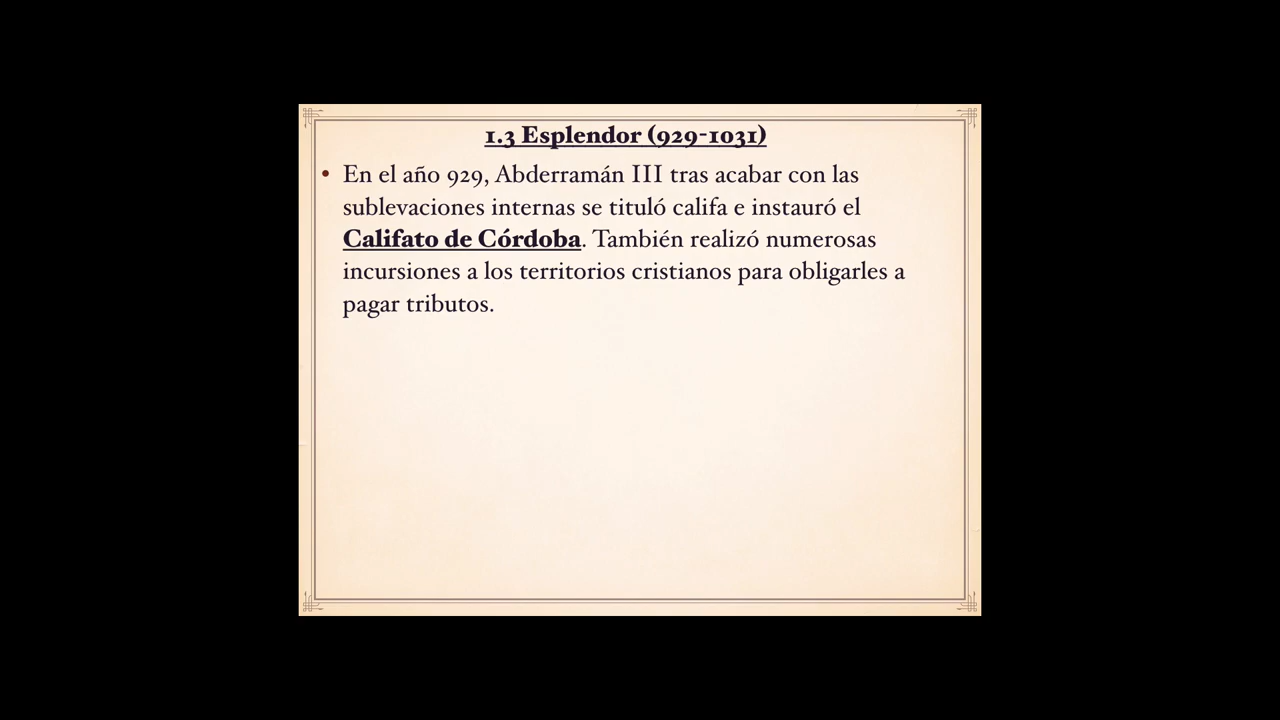 1.3 Esplendor (929-1031)
• En el año 929, Abderramán III tras acabar con las
sublevaciones internas se tituló califa e instauró el
Califato de Córdoba. También realizó numerosas
incursiones a los territorios cristianos para obligarles a
pagar tributos.